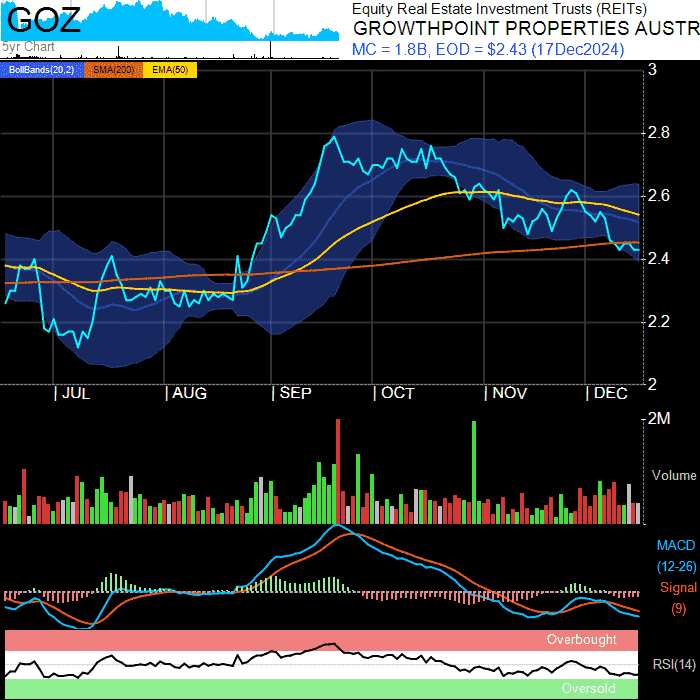 GOZ
Equity Real Estate Investment Trusts (REITs)
GROWTHPOINT PROPERTIES AUSTR
MC = 1.8B, EOD = $2.43 (17Dec2024)
5yr Chart
BollBands(20,2) SMA(200) EMA(50)
3
2.8
2.6
2.4
2.2
2
JUL AUG SEP OCT NOV DEC
2M
Volume
MACD
(12-26)
Signal
(9)
Overbought
RSI(14)
Oversold